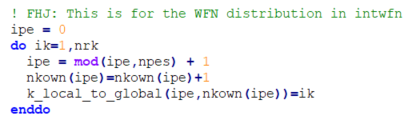 ! FHJ: This is for the WFN distribution in intwfn
ipe = 0
do ik=1,nrk
  ipe = mod(ipe,npes) + 1
  nkown(ipe)=nkown(ipe)+1
  k_local_to_global(ipe,nkown(ipe))=ik
enddo